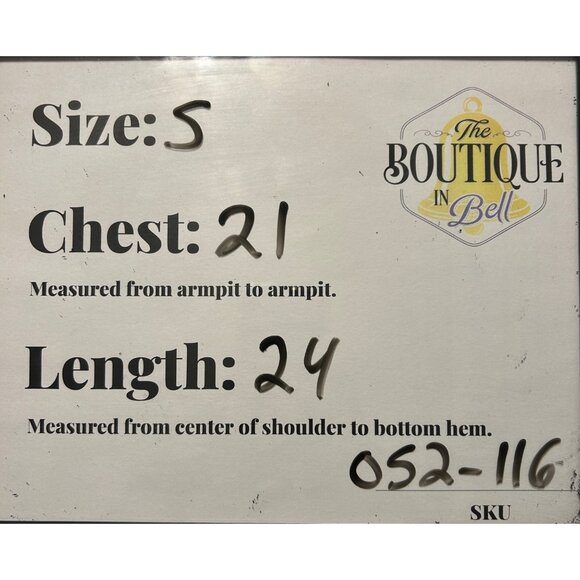 Size: S
The
BOUTIQUE
IN Bell
Chest: 21
Measured from armpit to armpit.
Length: 24
Measured from center of shoulder to bottom hem.
052-116
SKU